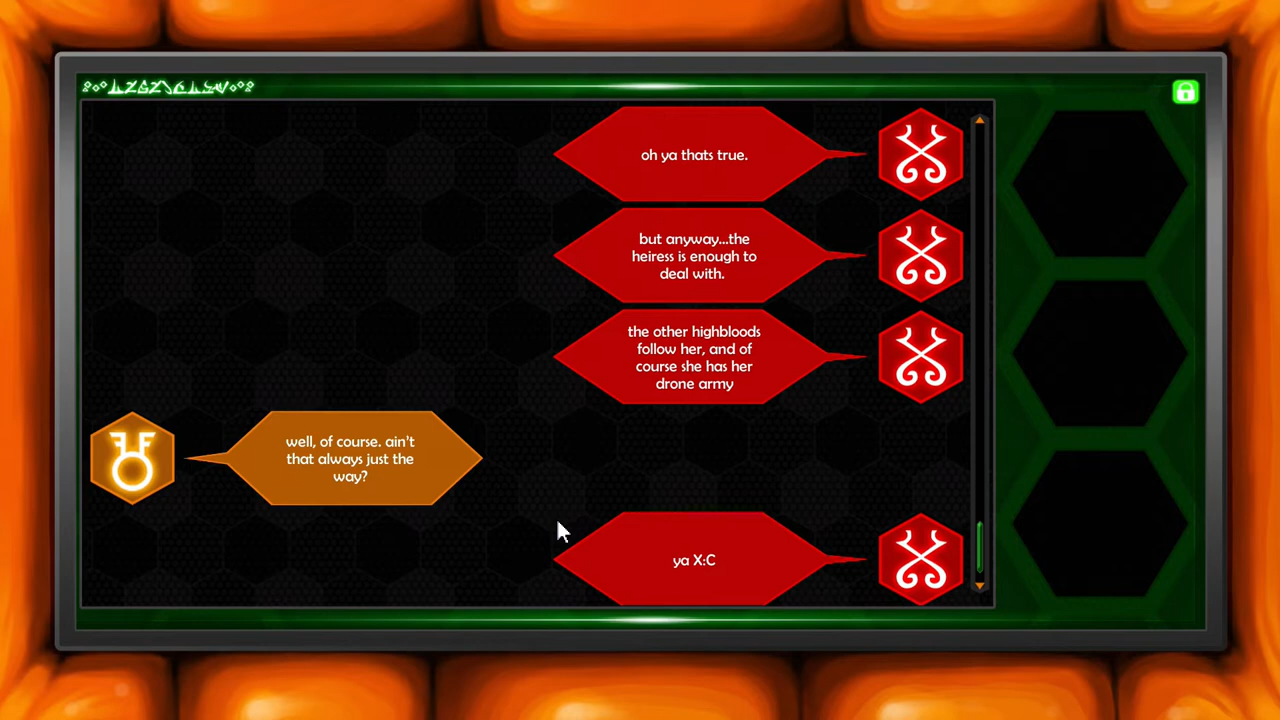 oh ya thats true.
but anyway...the
heiress is enough to
deal with.
the other highbloods
follow her, and of
course she has her
drone army
well, of course. ain't
that always just the
way?
ya X:C